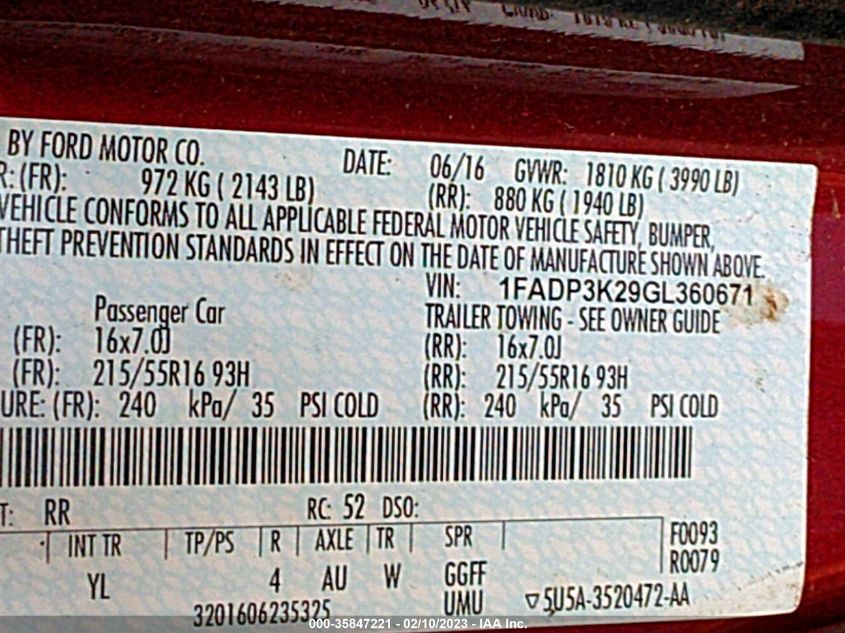 BY FORD MOTOR CO. DATE: 06/16 GVWR: 1810 KG ( 3990 LB)
R: (FR): 972 KG ( 2143 LB) (RR): 880 KG ( 1940 LB)
VEHICLE CONFORMS TO ALL APPLICABLE FEDERAL MOTOR VEHICLE SAFETY, BUMPER,
THEFT PREVENTION STANDARDS IN EFFECT ON THE DATE OF MANUFACTURE SHOWN ABOVE.
VIN: 1FADP3K29GL360671
Passenger Car TRAILER TOWING - SEE OWNER GUIDE
(FR): 16x7.0J (RR): 16x7.0J
(FR): 215/55R16 93H (RR): 215/55R16 93H
URE: (FR): 240 kPa/ 35 PSI COLD (RR): 240 kPa/ 35 PSI COLD
T: RR RC: 52 DSO:
INT TR TP/PS R AXLE TR SPR F0093
R0079
YL 4 AU W GGFF
3201606235325 UMU ▽5U5A-3520472-AA
000-35847221 - 02/10/2023 - IAA Inc.